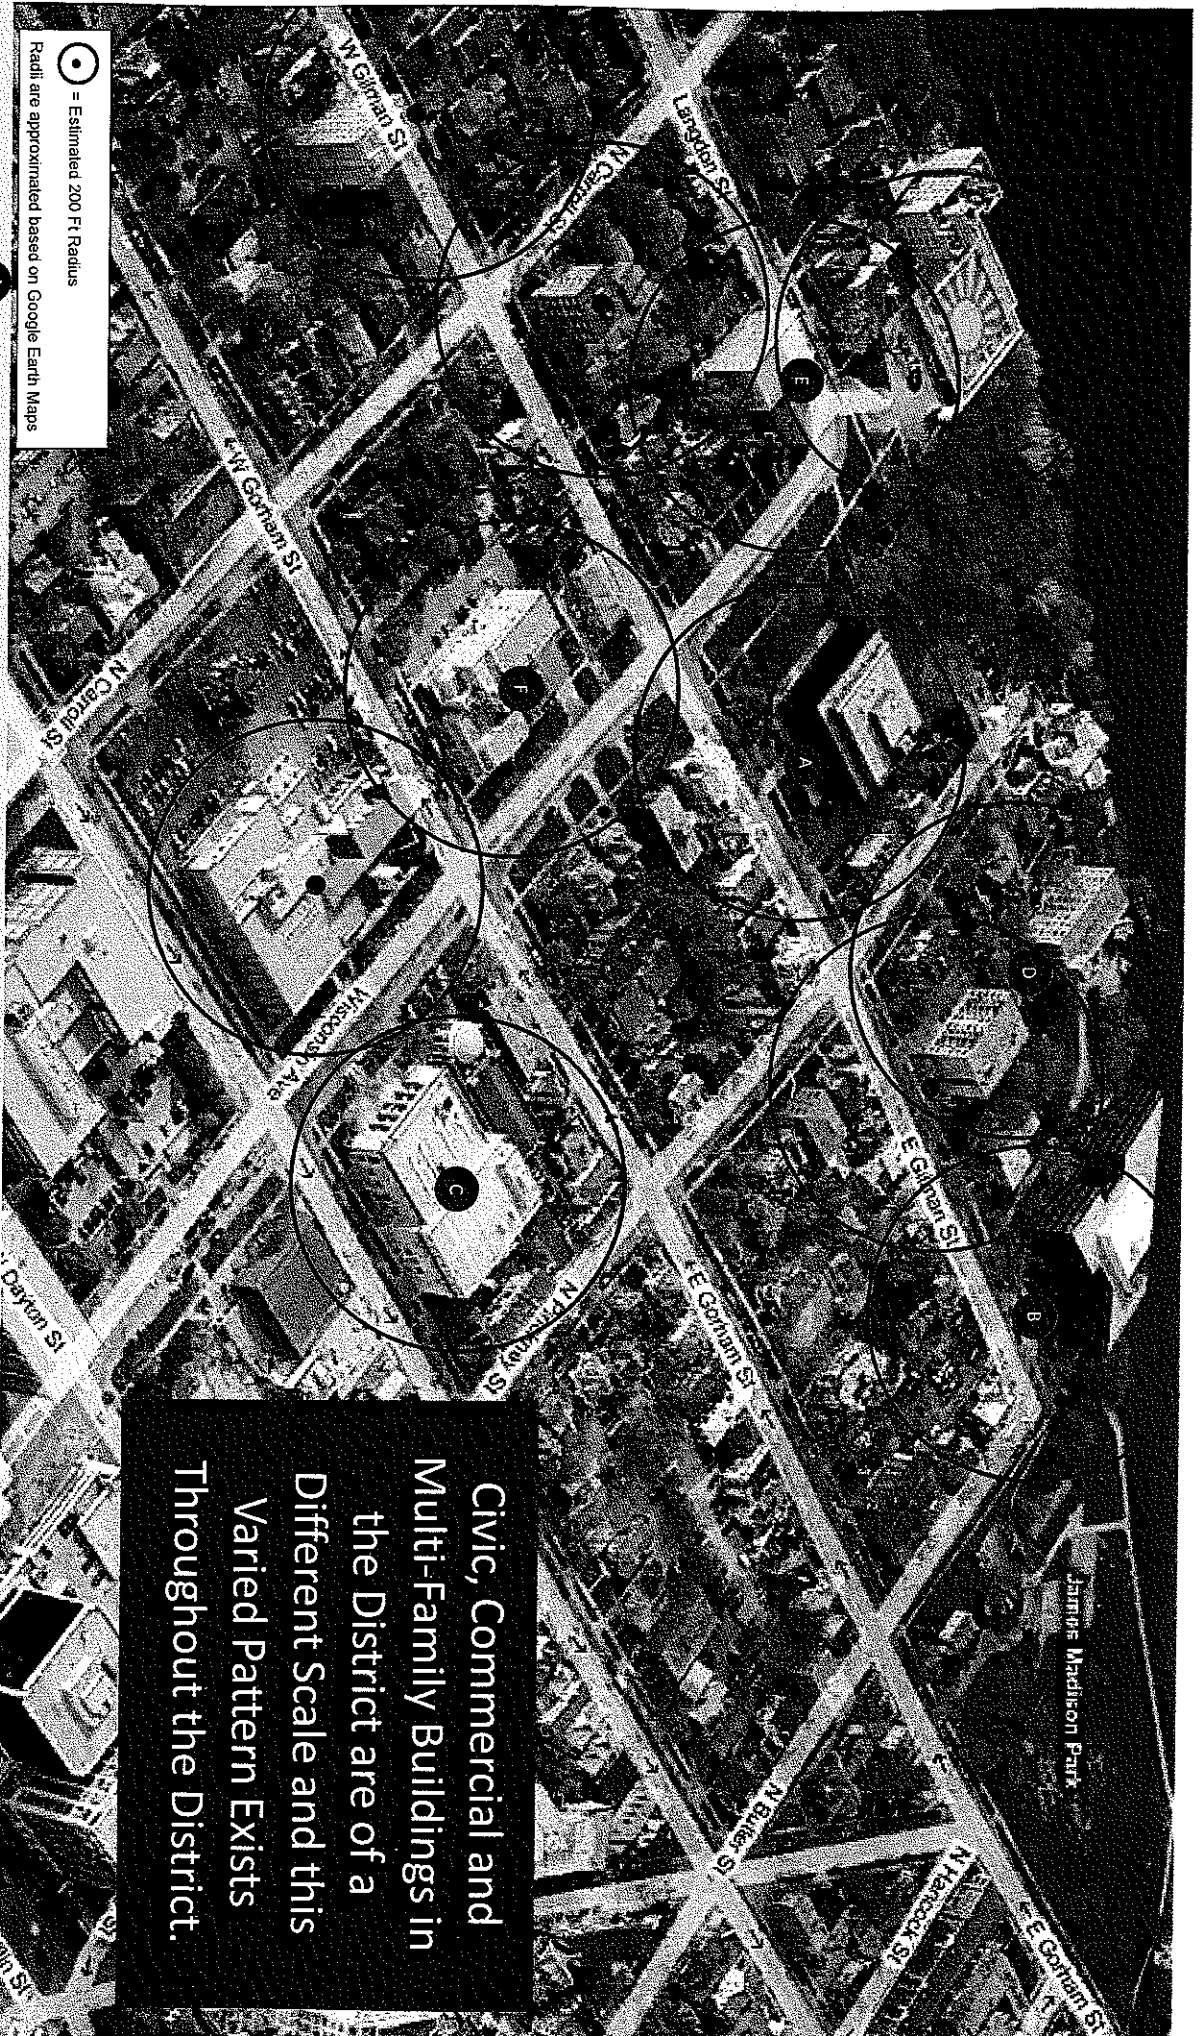 = Estimated 200 Ft Radius
Radii are approximated based on Google Earth Maps
Civic, Commercial and
Multi-Family Buildings in
the District are of a
Different Scale and this
Varied Pattern Exists
Throughout the District.
James Madison Park
Langdon St
N Carroll St
W Gilman St
W Gorham St
N Carroll St
Wisconsin Ave
N Pinckney St
E Gilman St
E Gorham St
N Butler St
N Hancock St
E Gorham St
Dayton St
A
B
C
D
E
F